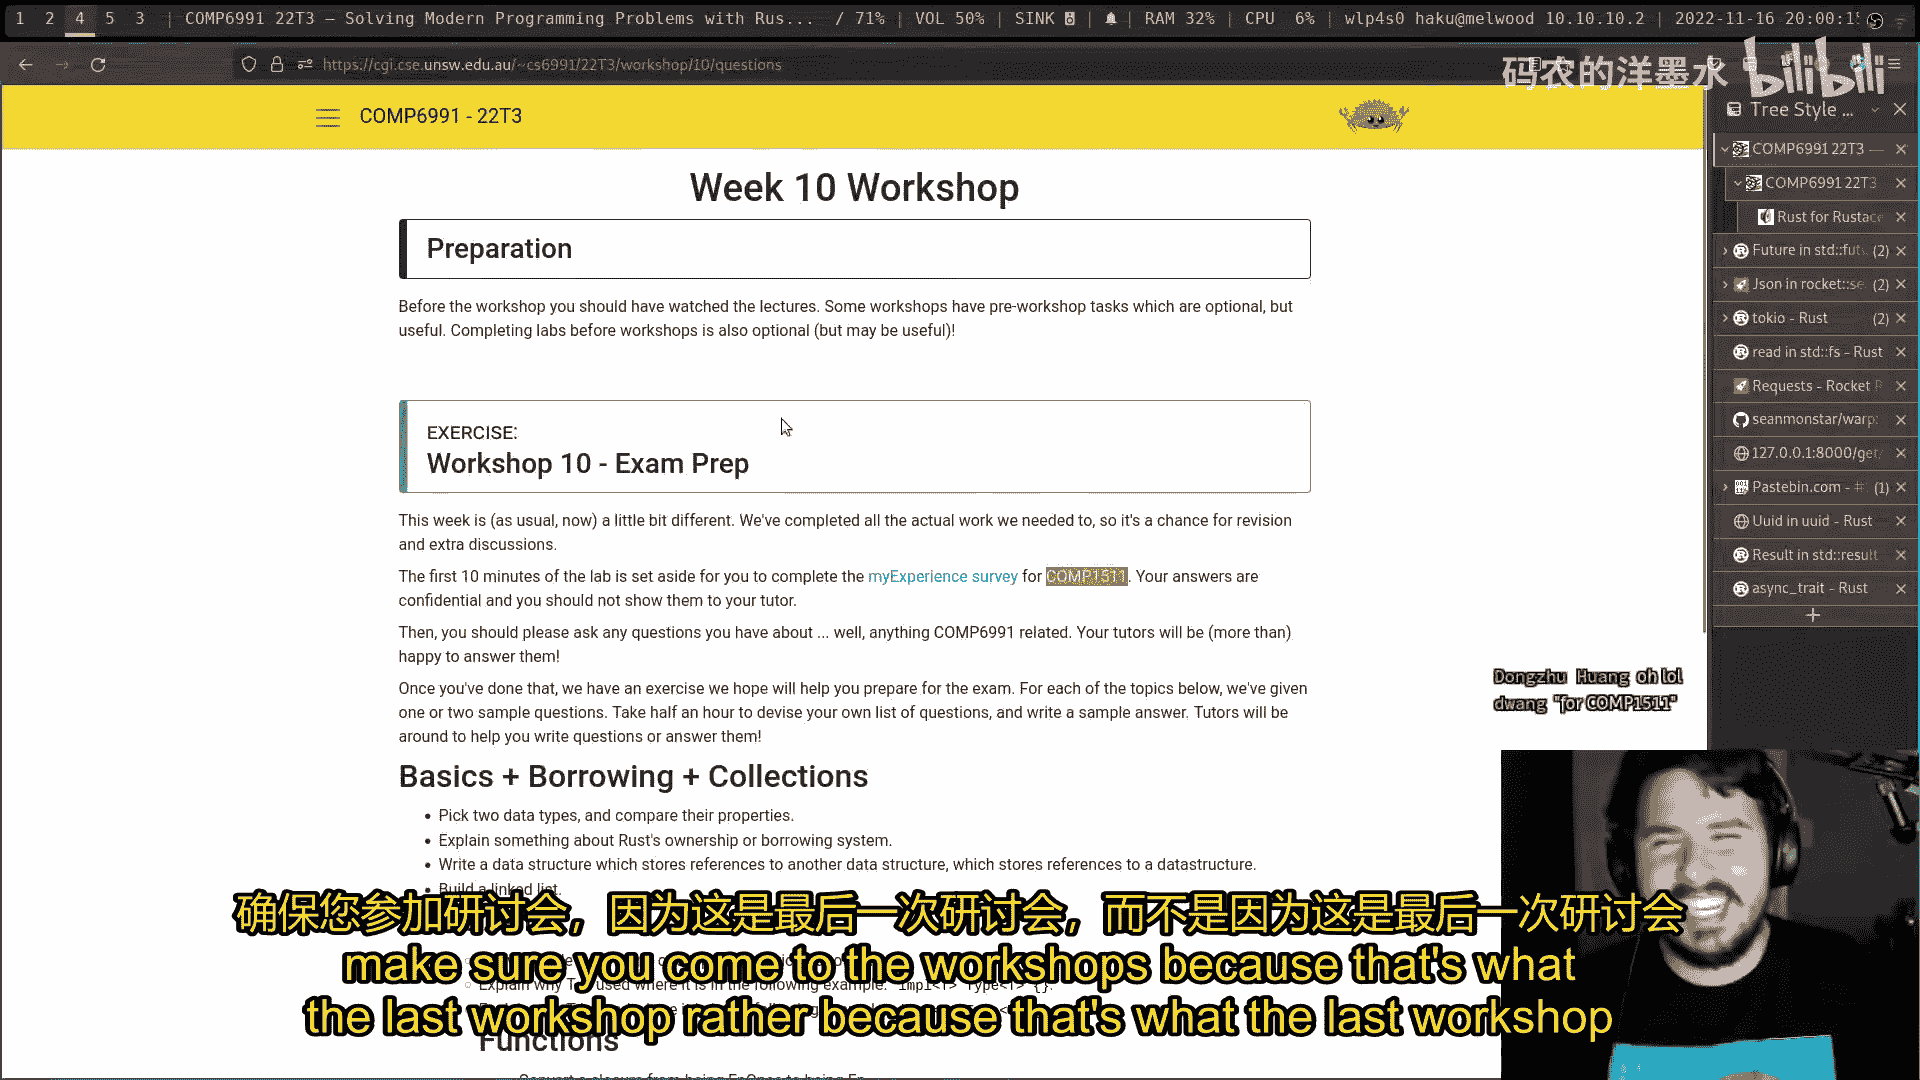 1 2 4 5 3 | COMP6991 22T3 — Solving Modern Programming Problems with Rus... / 71% | VOL 50% | SINK | | RAM 32% | CPU 6% | wlp4s0 haku@melwood 10.10.10.2 | 2022-11-16 20:00:1
https://cgi.cse.unsw.edu.au/~cs6991/22T3/workshop/10/questions
码农的洋墨水 bilibili
COMP6991 - 22T3
Week 10 Workshop
Preparation
Before the workshop you should have watched the lectures. Some workshops have pre-workshop tasks which are optional, but
useful. Completing labs before workshops is also optional (but may be useful)!
EXERCISE:
Workshop 10 - Exam Prep
This week is (as usual, now) a little bit different. We've completed all the actual work we needed to, so it's a chance for revision
and extra discussions.
The first 10 minutes of the lab is set aside for you to complete the myExperience survey for COMP1511. Your answers are
confidential and you should not show them to your tutor.
Then, you should please ask any questions you have about ... well, anything COMP6991 related. Your tutors will be (more than)
happy to answer them!
Once you've done that, we have an exercise we hope will help you prepare for the exam. For each of the topics below, we've given
one or two sample questions. Take half an hour to devise your own list of questions, and write a sample answer. Tutors will be
around to help you write questions or answer them!
Basics + Borrowing + Collections
Pick two data types, and compare their properties.
Explain something about Rust's ownership or borrowing system.
Write a data structure which stores references to another data structure, which stores references to a datastructure.
Build a linked list.
Explain why T is used where it is in the following example: impl<T> Type<T> {}.
Functions
Tree Style ...
COMP6991 22T3 —
COMP6991 22T3
Rust for Rustace
Future in std::fut (2)
Json in rocket::se (2)
tokio - Rust (2)
read in std::fs - Rust
Requests - Rocket
seanmonstar/warp:
127.0.0.1:8000/get
Pastebin.com - # (1)
Uuid in uuid - Rust
Result in std::result
async_trait - Rust
Dongzhu Huang oh lol
dwang "for COMP1511"
确保您参加研讨会，因为这是最后一次研讨会，而不是因为这是最后一次研讨会
make sure you come to the workshops because that's what
the last workshop rather because that's what the last workshop